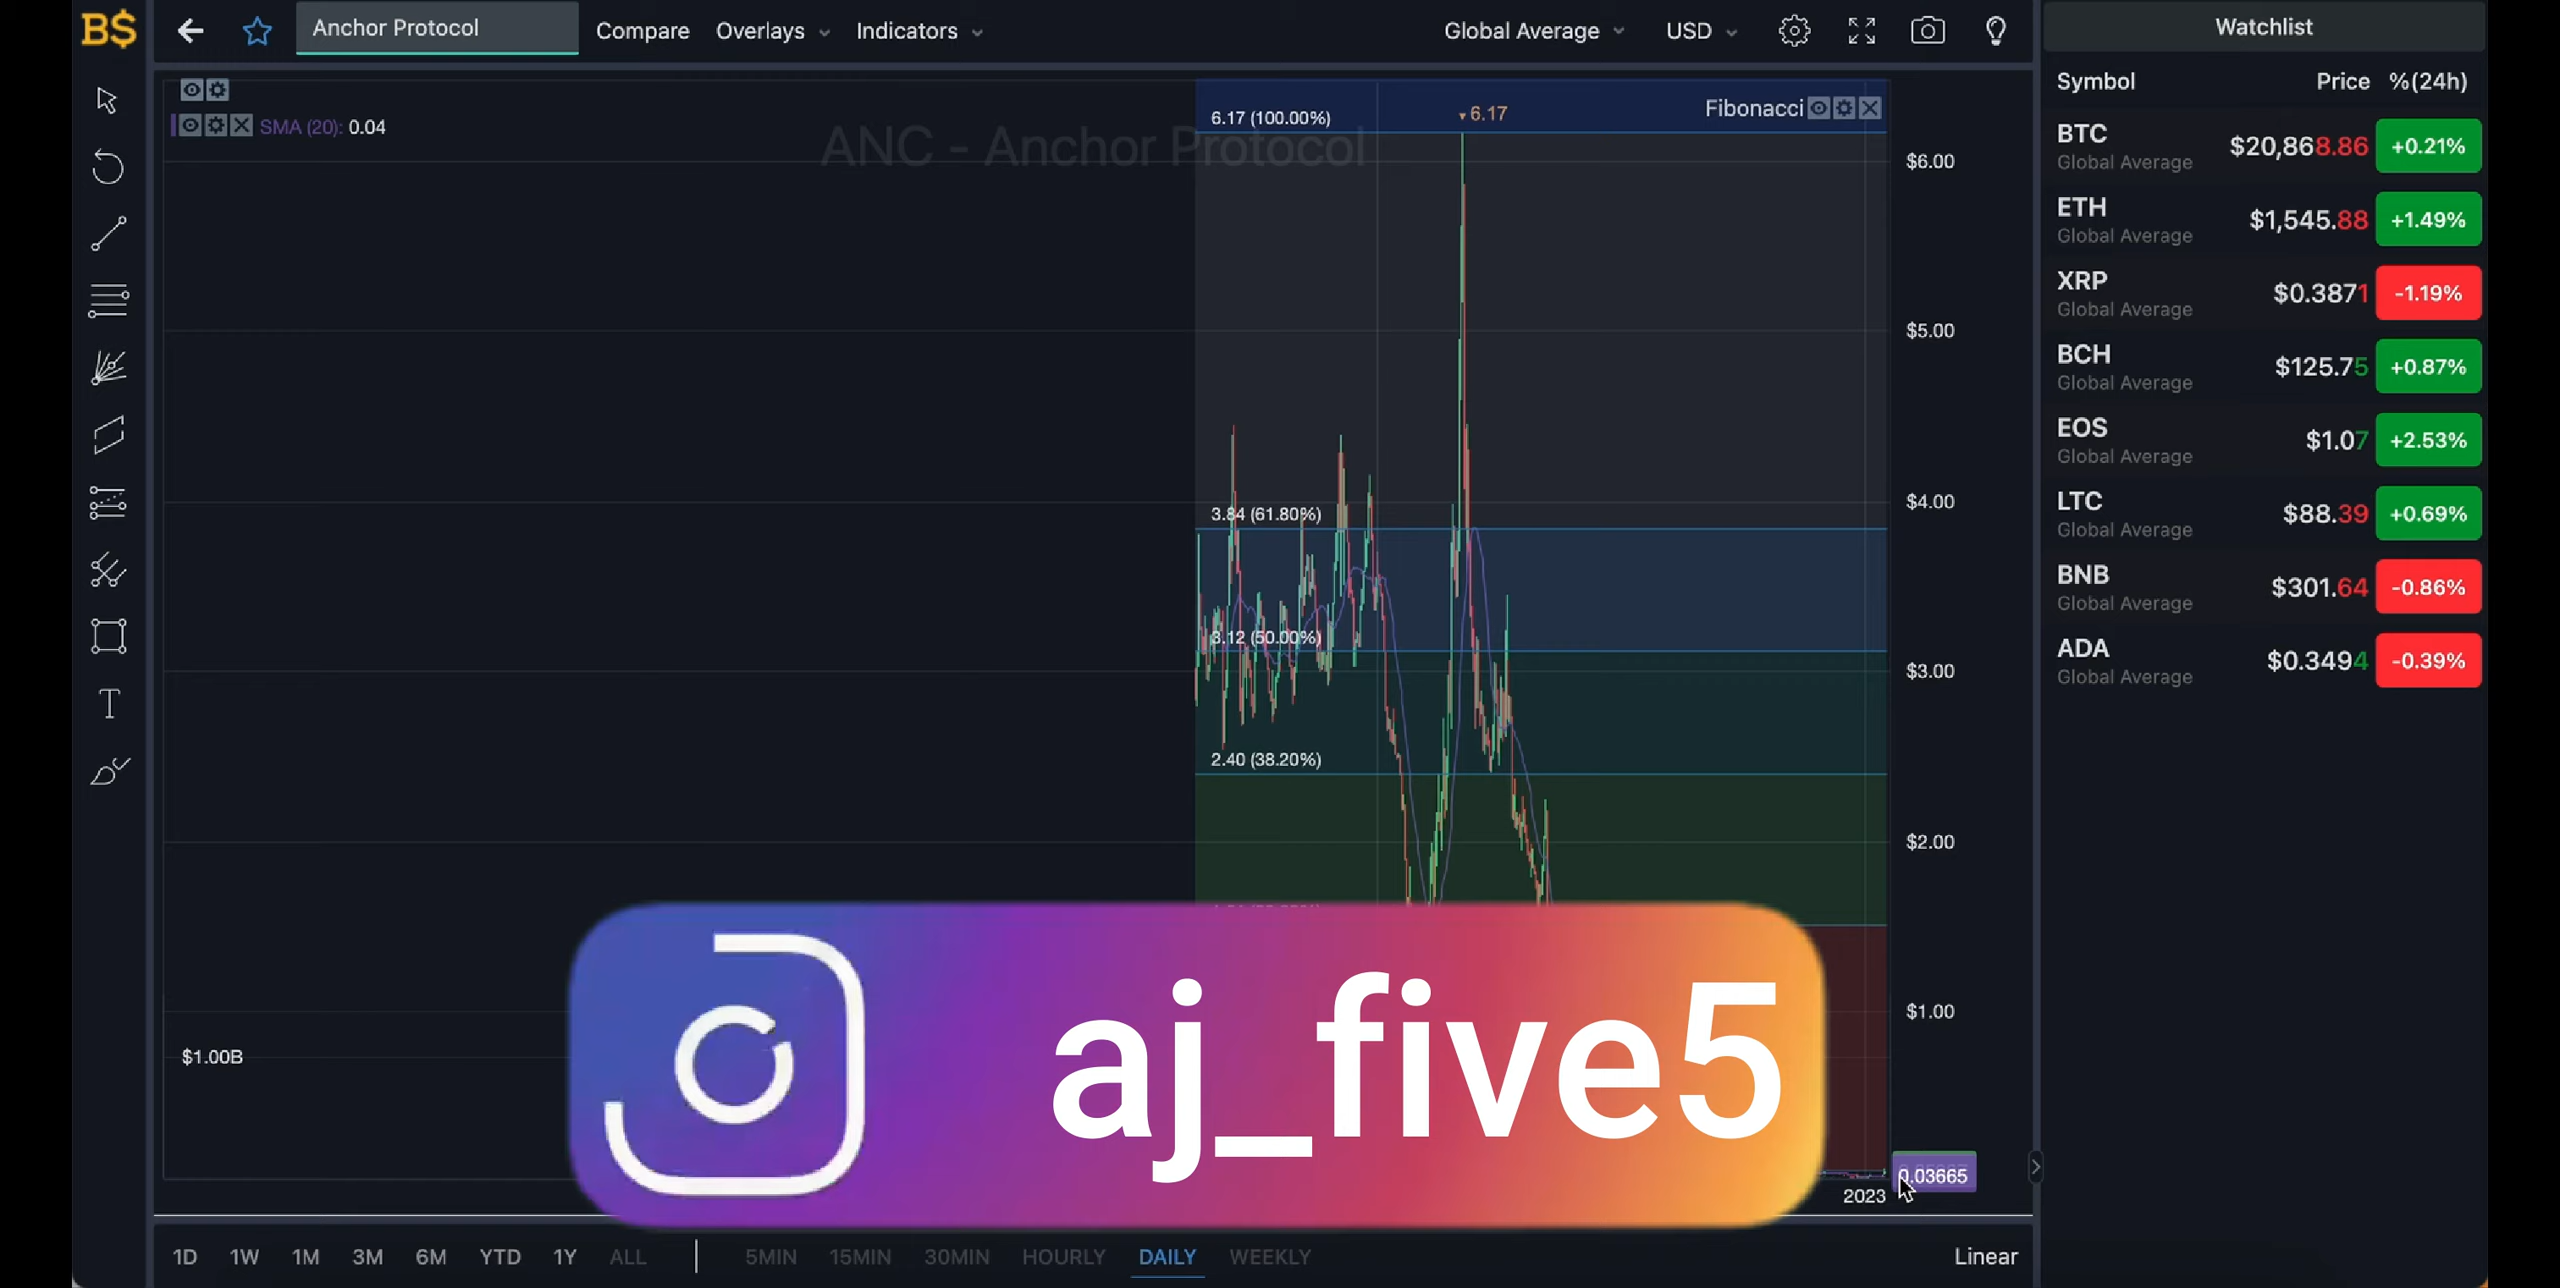 B$
Anchor Protocol
Compare
Overlays
Indicators
Global Average
USD
Watchlist
Symbol Price %(24h)
BTC $20,868.86 +0.21%
Global Average
ETH $1,545.88 +1.49%
Global Average
XRP $0.3871 -1.19%
Global Average
BCH $125.75 +0.87%
Global Average
EOS $1.07 +2.53%
Global Average
LTC $88.39 +0.69%
Global Average
BNB $301.64 -0.86%
Global Average
ADA $0.3494 -0.39%
Global Average
SMA (20): 0.04
ANC - Anchor Protocol
6.17 (100.00%)
6.17
Fibonacci
3.84 (61.80%)
3.12 (50.00%)
2.40 (38.20%)
$6.00
$5.00
$4.00
$3.00
$2.00
$1.00
$1.00B
aj_five5
0.03665
2023
1D 1W 1M 3M 6M YTD 1Y ALL
5MIN 15MIN 30MIN HOURLY DAILY WEEKLY
Linear